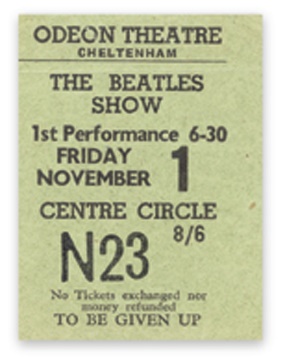 ODEON THEATRE
CHELTENHAM
THE BEATLES
SHOW
1st Performance 6-30
FRIDAY
NOVEMBER 1
CENTRE CIRCLE
N23 8/6
No Tickets exchanged nor
money refunded
TO BE GIVEN UP